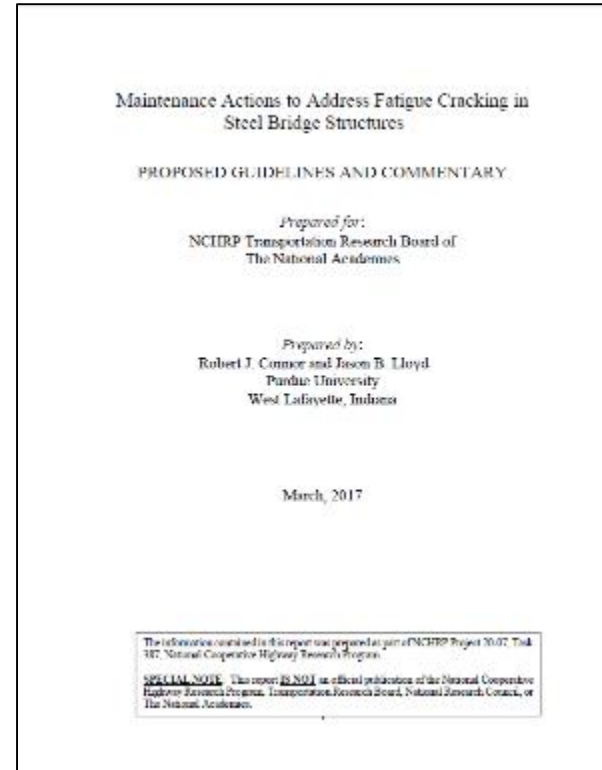 Maintenance Actions to Address Fatigue Cracking in
Steel Bridge Structures
PROPOSED GUIDELINES AND COMMENTARY
Prepared for:
NCHRP Transportation Research Board of
The National Academies
Prepared by:
Robert J. Connor and Jason B. Lloyd
Purdue University
West Lafayette, Indiana
March, 2017
The information contained in this report was prepared as part of NCHRP Project 20-07, Task
387, National Cooperative Highway Research Program.
SPECIAL NOTE: This report IS NOT an official publication of the National Cooperative
Highway Research Program, Transportation Research Board, National Research Council, or
The National Academies.